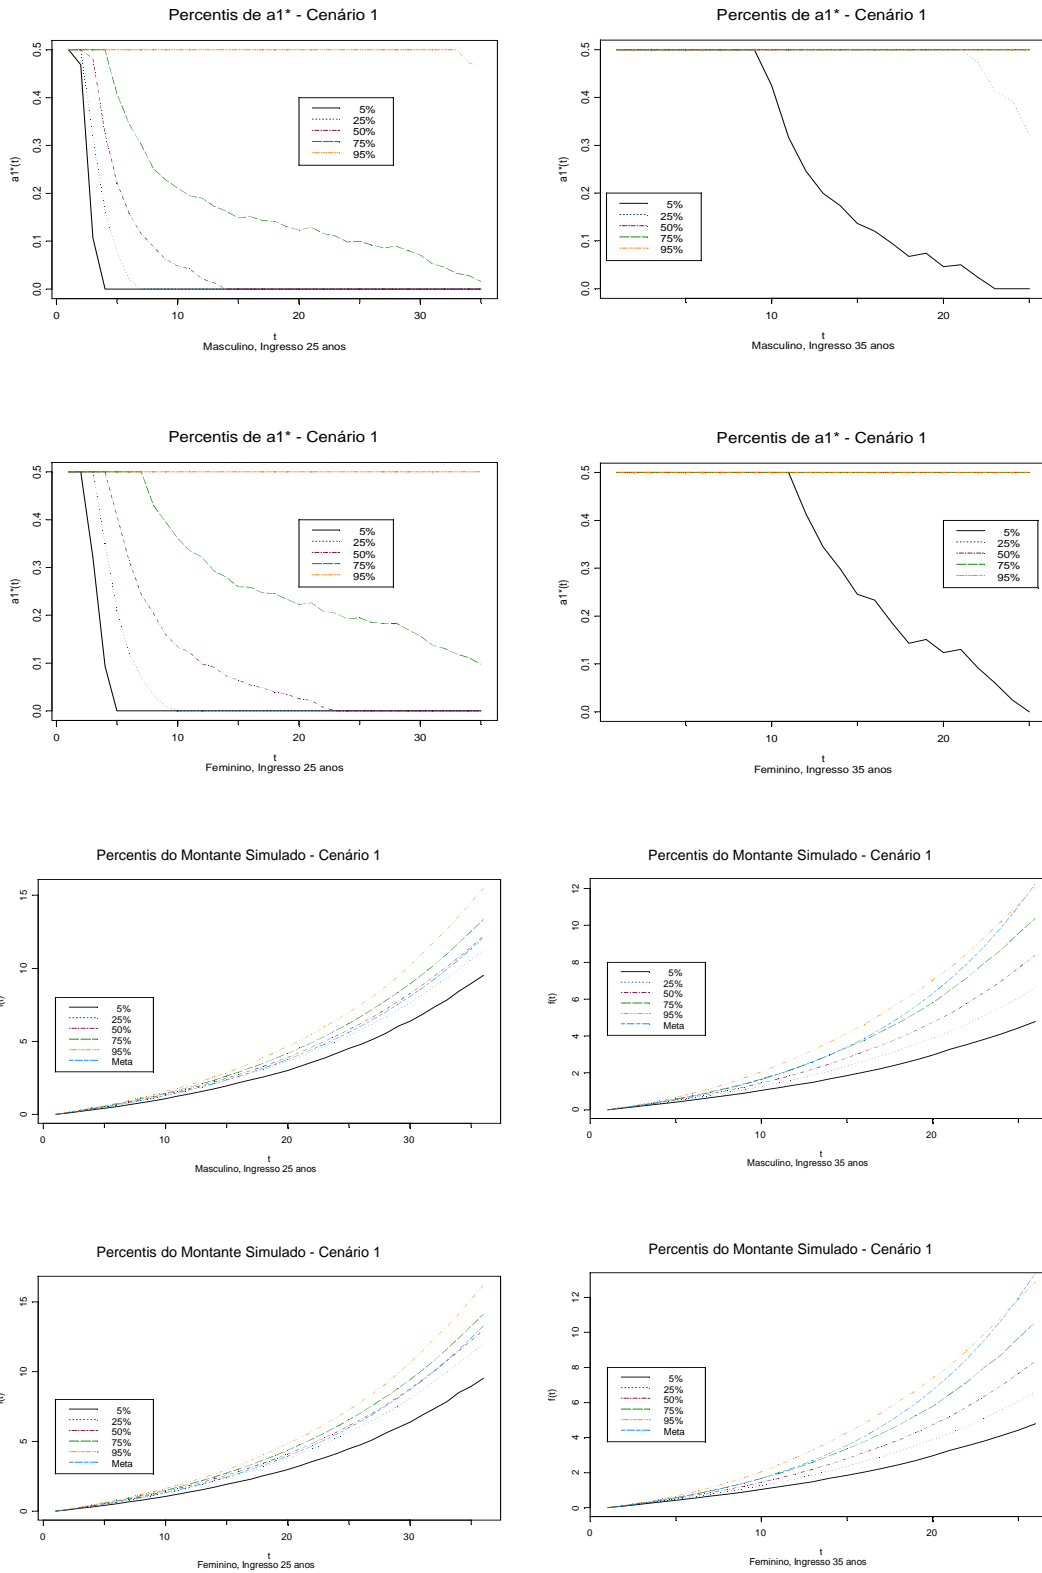 Percentis de a1* - Cenário 1
a1*(t)
0.5
0.4
0.3
0.2
0.1
0.0
5%
25%
50%
75%
95%
0 10 20 30
t
Masculino, Ingresso 25 anos
Percentis de a1* - Cenário 1
a1*(t)
0.5
0.4
0.3
0.2
0.1
0.0
5%
25%
50%
75%
95%
10 20
t
Masculino, Ingresso 35 anos
Percentis de a1* - Cenário 1
a1*(t)
0.5
0.4
0.3
0.2
0.1
0.0
5%
25%
50%
75%
95%
0 10 20 30
t
Feminino, Ingresso 25 anos
Percentis de a1* - Cenário 1
a1*(t)
0.5
0.4
0.3
0.2
0.1
0.0
5%
25%
50%
75%
95%
10 20
t
Feminino, Ingresso 35 anos
Percentis do Montante Simulado - Cenário 1
f(t)
15
10
5
0
5%
25%
50%
75%
95%
Meta
0 10 20 30
t
Masculino, Ingresso 25 anos
Percentis do Montante Simulado - Cenário 1
f(t)
12
10
8
6
4
2
0
5%
25%
50%
75%
95%
Meta
0 10 20
t
Masculino, Ingresso 35 anos
Percentis do Montante Simulado - Cenário 1
f(t)
15
10
5
0
5%
25%
50%
75%
95%
Meta
0 10 20 30
t
Feminino, Ingresso 25 anos
Percentis do Montante Simulado - Cenário 1
f(t)
12
10
8
6
4
2
0
5%
25%
50%
75%
95%
Meta
0 10 20
t
Feminino, Ingresso 35 anos